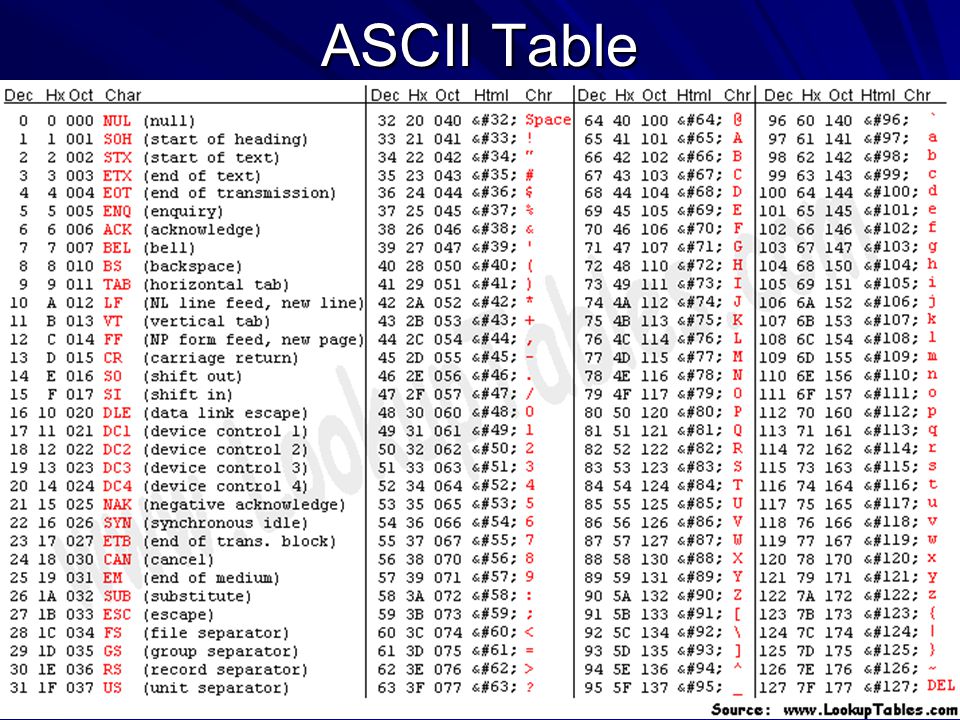 ASCII Table
Dec Hx Oct Char Dec Hx Oct Html Chr Dec Hx Oct Html Chr Dec Hx Oct Html Chr
0 0 000 NUL (null) 32 20 040 &#32; Space 64 40 100 &#64; @ 96 60 140 &#96; `
1 1 001 SOH (start of heading) 33 21 041 &#33; ! 65 41 101 &#65; A 97 61 141 &#97; a
2 2 002 STX (start of text) 34 22 042 &#34; " 66 42 102 &#66; B 98 62 142 &#98; b
3 3 003 ETX (end of text) 35 23 043 &#35; # 67 43 103 &#67; C 99 63 143 &#99; c
4 4 004 EOT (end of transmission) 36 24 044 &#36; $ 68 44 104 &#68; D 100 64 144 &#100; d
5 5 005 ENQ (enquiry) 37 25 045 &#37; % 69 45 105 &#69; E 101 65 145 &#101; e
6 6 006 ACK (acknowledge) 38 26 046 &#38; & 70 46 106 &#70; F 102 66 146 &#102; f
7 7 007 BEL (bell) 39 27 047 &#39; ' 71 47 107 &#71; G 103 67 147 &#103; g
8 8 010 BS (backspace) 40 28 050 &#40; ( 72 48 110 &#72; H 104 68 150 &#104; h
9 9 011 TAB (horizontal tab) 41 29 051 &#41; ) 73 49 111 &#73; I 105 69 151 &#105; i
10 A 012 LF (NL line feed, new line) 42 2A 052 &#42; * 74 4A 112 &#74; J 106 6A 152 &#106; j
11 B 013 VT (vertical tab) 43 2B 053 &#43; + 75 4B 113 &#75; K 107 6B 153 &#107; k
12 C 014 FF (NP form feed, new page) 44 2C 054 &#44; , 76 4C 114 &#76; L 108 6C 154 &#108; l
13 D 015 CR (carriage return) 45 2D 055 &#45; - 77 4D 115 &#77; M 109 6D 155 &#109; m
14 E 016 SO (shift out) 46 2E 056 &#46; . 78 4E 116 &#78; N 110 6E 156 &#110; n
15 F 017 SI (shift in) 47 2F 057 &#47; / 79 4F 117 &#79; O 111 6F 157 &#111; o
16 10 020 DLE (data link escape) 48 30 060 &#48; 0 80 50 120 &#80; P 112 70 160 &#112; p
17 11 021 DC1 (device control 1) 49 31 061 &#49; 1 81 51 121 &#81; Q 113 71 161 &#113; q
18 12 022 DC2 (device control 2) 50 32 062 &#50; 2 82 52 122 &#82; R 114 72 162 &#114; r
19 13 023 DC3 (device control 3) 51 33 063 &#51; 3 83 53 123 &#83; S 115 73 163 &#115; s
20 14 024 DC4 (device control 4) 52 34 064 &#52; 4 84 54 124 &#84; T 116 74 164 &#116; t
21 15 025 NAK (negative acknowledge) 53 35 065 &#53; 5 85 55 125 &#85; U 117 75 165 &#117; u
22 16 026 SYN (synchronous idle) 54 36 066 &#54; 6 86 56 126 &#86; V 118 76 166 &#118; v
23 17 027 ETB (end of trans. block) 55 37 067 &#55; 7 87 57 127 &#87; W 119 77 167 &#119; w
24 18 030 CAN (cancel) 56 38 070 &#56; 8 88 58 130 &#88; X 120 78 170 &#120; x
25 19 031 EM (end of medium) 57 39 071 &#57; 9 89 59 131 &#89; Y 121 79 171 &#121; y
26 1A 032 SUB (substitute) 58 3A 072 &#58; : 90 5A 132 &#90; Z 122 7A 172 &#122; z
27 1B 033 ESC (escape) 59 3B 073 &#59; ; 91 5B 133 &#91; [ 123 7B 173 &#123; {
28 1C 034 FS (file separator) 60 3C 074 &#60; < 92 5C 134 &#92; \ 124 7C 174 &#124; |
29 1D 035 GS (group separator) 61 3D 075 &#61; = 93 5D 135 &#93; ] 125 7D 175 &#125; }
30 1E 036 RS (record separator) 62 3E 076 &#62; > 94 5E 136 &#94; ^ 126 7E 176 &#126; ~
31 1F 037 US (unit separator) 63 3F 077 &#63; ? 95 5F 137 &#95; _ 127 7F 177 &#127; DEL
Source: www.LookupTables.com
www.LookupTables.com